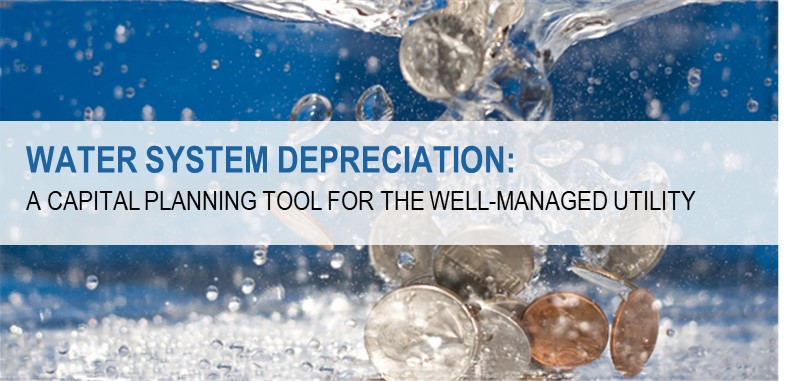 WATER SYSTEM DEPRECIATION:
A CAPITAL PLANNING TOOL FOR THE WELL-MANAGED UTILITY